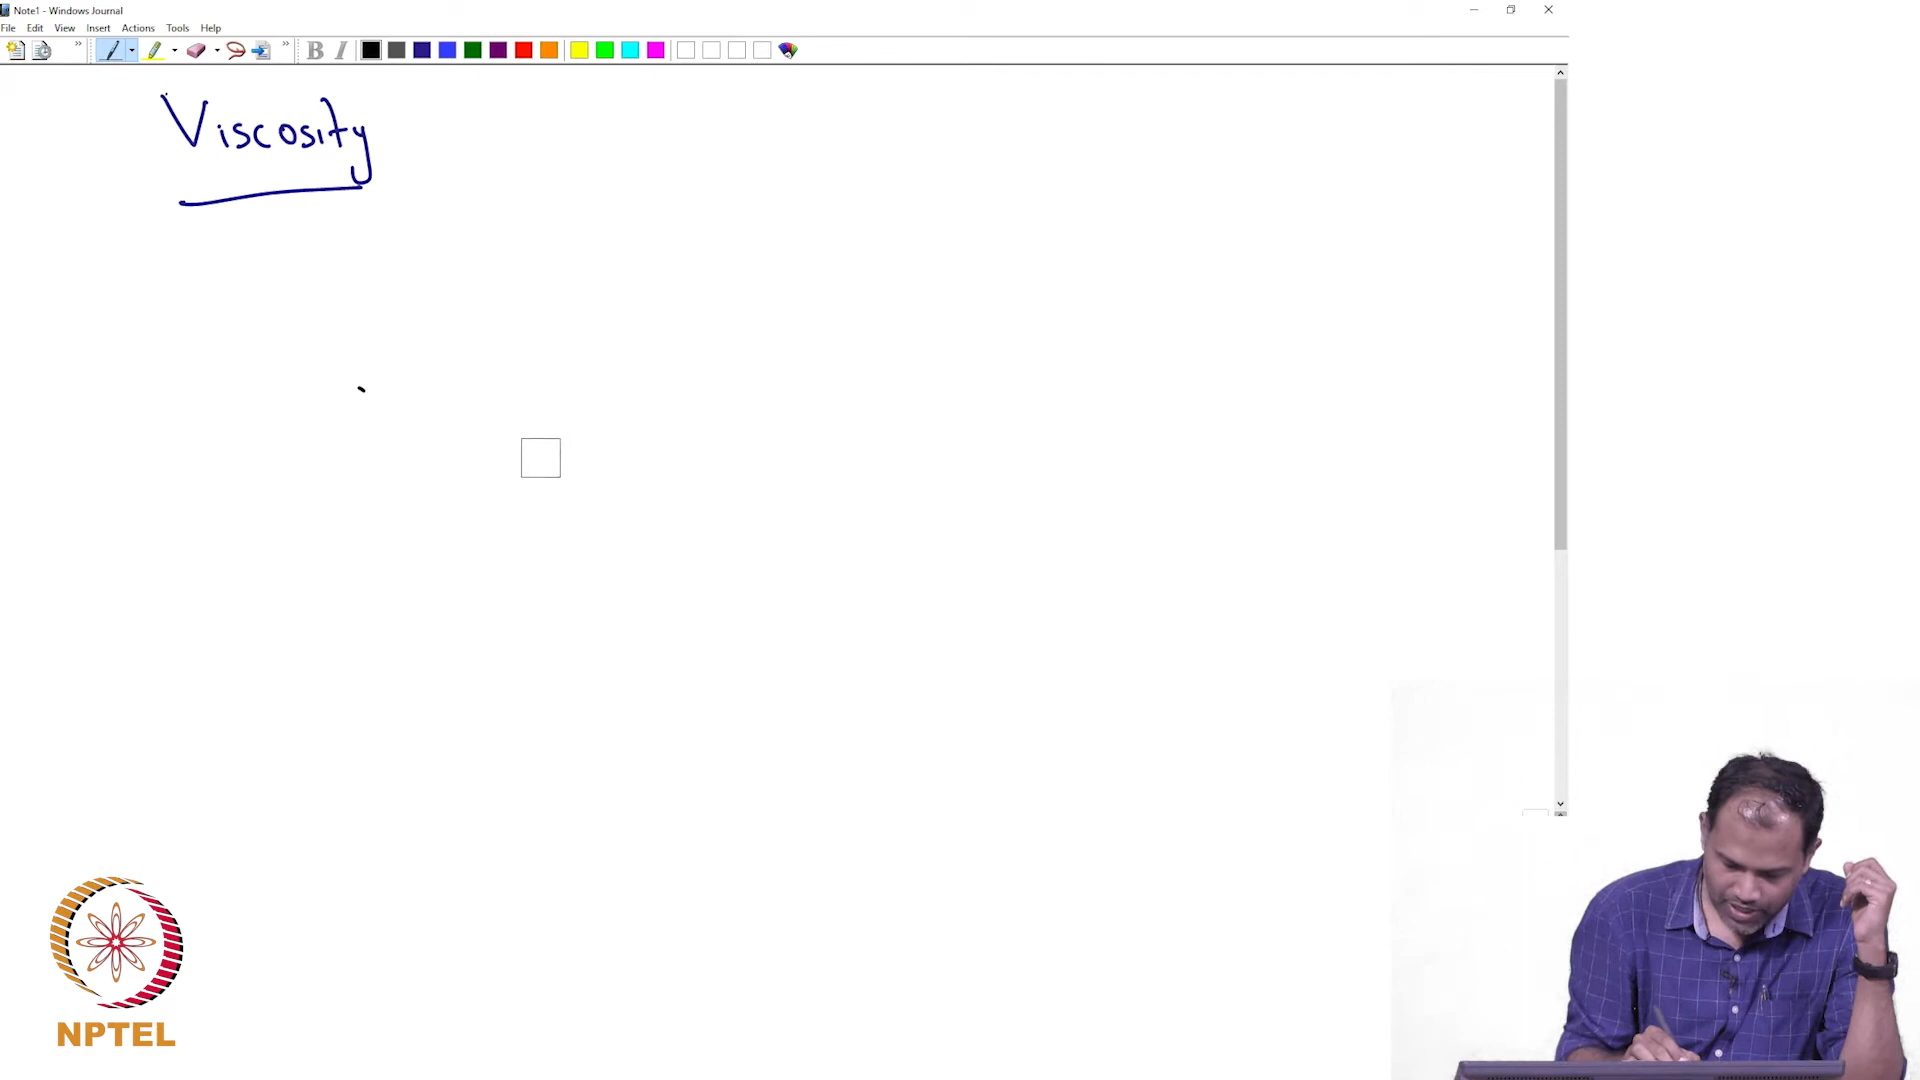 Note1 - Windows Journal
File Edit View Insert Actions Tools Help
B I
Viscosity
NPTEL